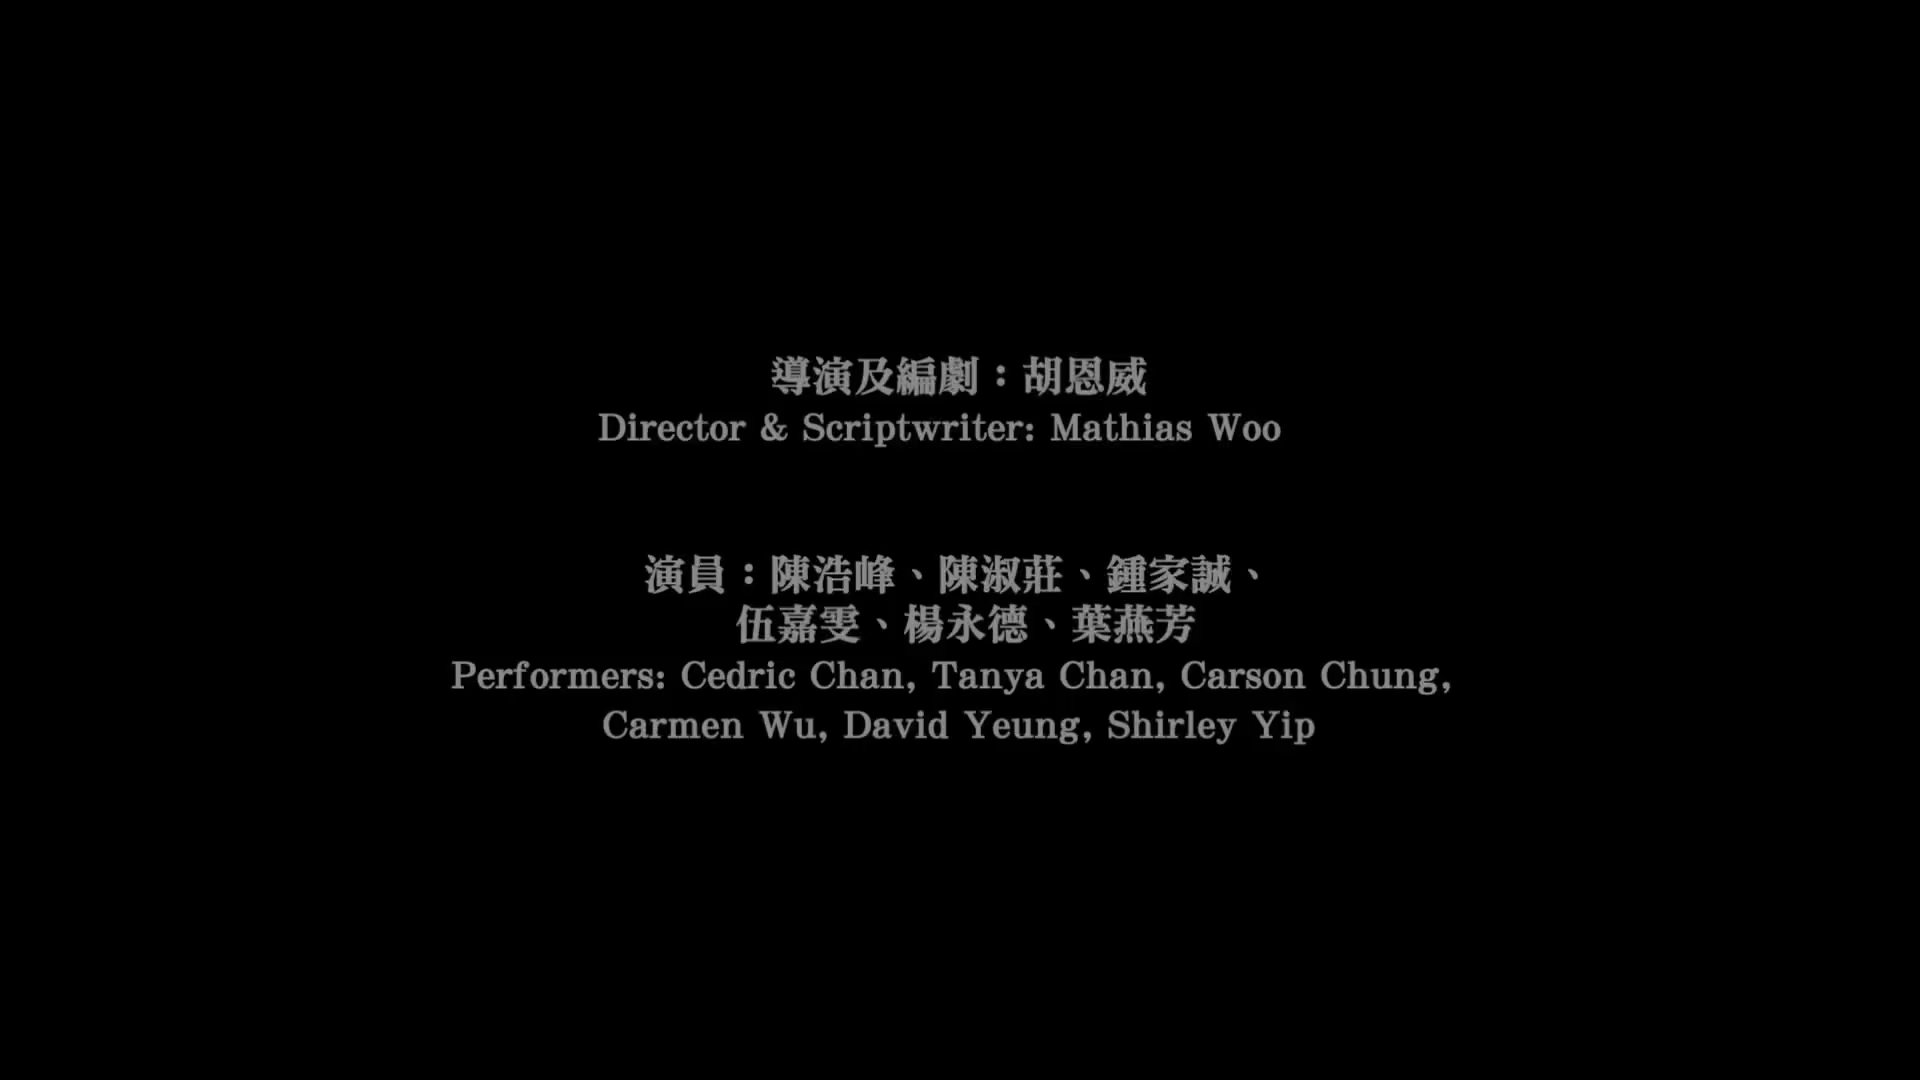 導演及編劇：胡恩威
Director & Scriptwriter: Mathias Woo
演員：陳浩峰、陳淑莊、鍾家誠、
伍嘉雯、楊永德、葉燕芳
Performers: Cedric Chan, Tanya Chan, Carson Chung,
Carmen Wu, David Yeung, Shirley Yip